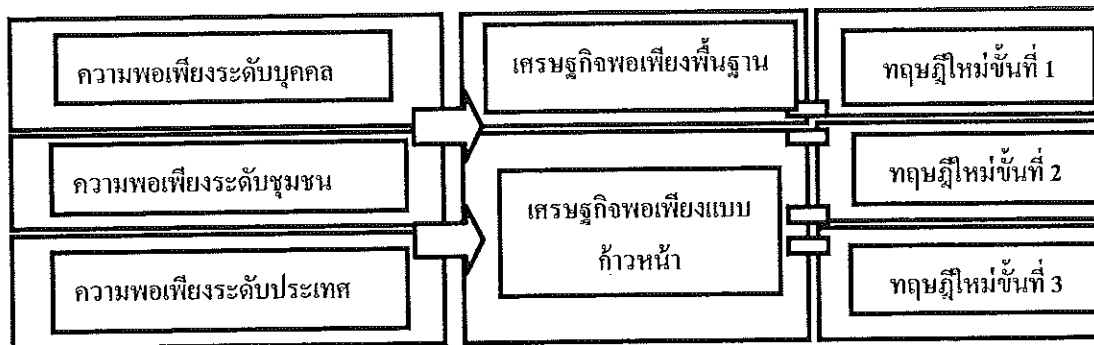 ความพอเพียงระดับบุคคล
ความพอเพียงระดับชุมชน
ความพอเพียงระดับประเทศ
เศรษฐกิจพอเพียงพื้นฐาน
เศรษฐกิจพอเพียงแบบ
ก้าวหน้า
ทฤษฎีใหม่ขั้นที่ 1
ทฤษฎีใหม่ขั้นที่ 2
ทฤษฎีใหม่ขั้นที่ 3